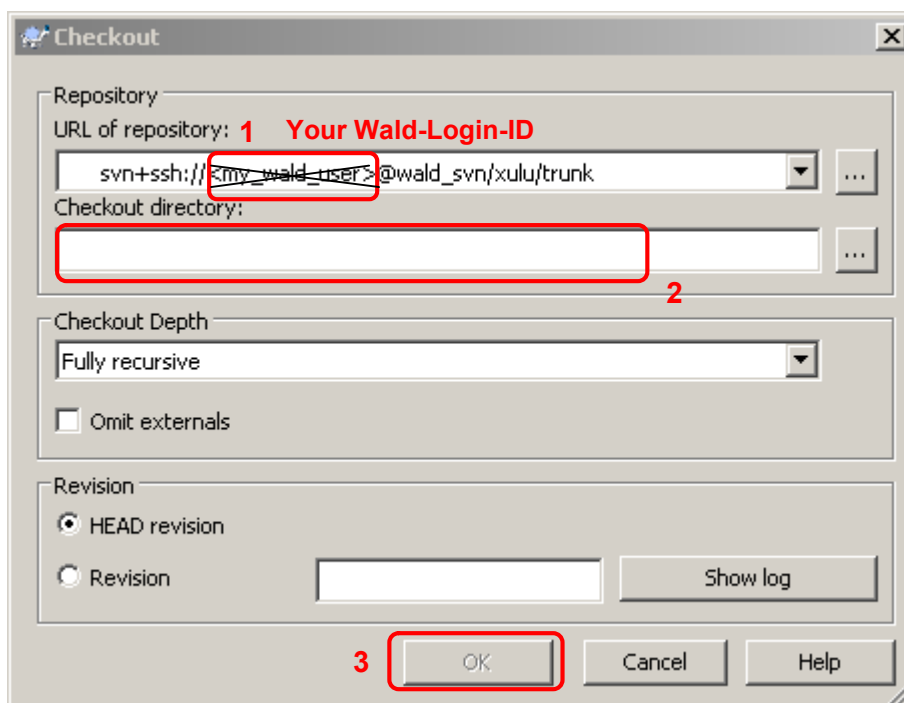 Checkout
Repository
URL of repository: 1 Your Wald-Login-ID
svn+ssh://<my_wald_user>@wald_svn/xulu/trunk
...
Checkout directory:
...
2
Checkout Depth
Fully recursive
Omit externals
Revision
HEAD revision
Revision Show log
3 OK Cancel Help